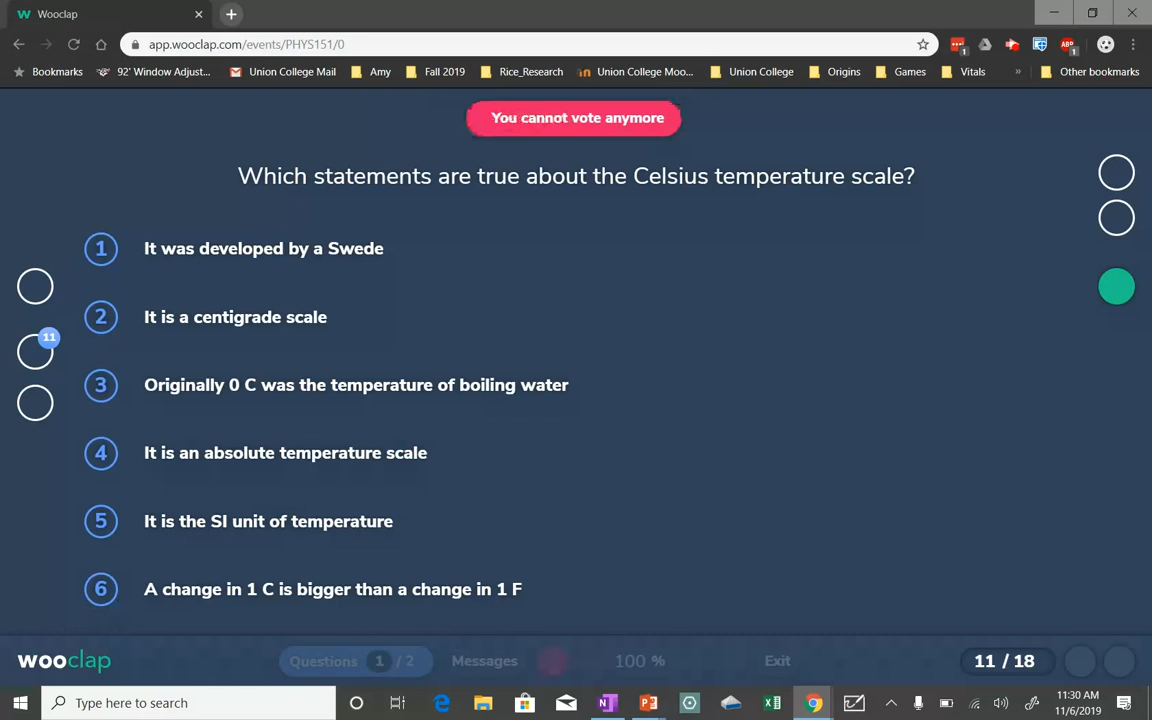 Wooclap
app.wooclap.com/events/PHYS151/0
1
ABP
1
Bookmarks
92' Window Adjust...
Union College Mail
Amy
Fall 2019
Rice_Research
Union College Moo...
Union College
Origins
Games
Vitals
»
Other bookmarks
You cannot vote anymore
Which statements are true about the Celsius temperature scale?
1 It was developed by a Swede
2 It is a centigrade scale
11
3 Originally 0 C was the temperature of boiling water
4 It is an absolute temperature scale
5 It is the SI unit of temperature
6 A change in 1 C is bigger than a change in 1 F
wooclap
Questions 1 / 2
Messages
100 %
Exit
11 / 18
Type here to search
11:30 AM
11/6/2019